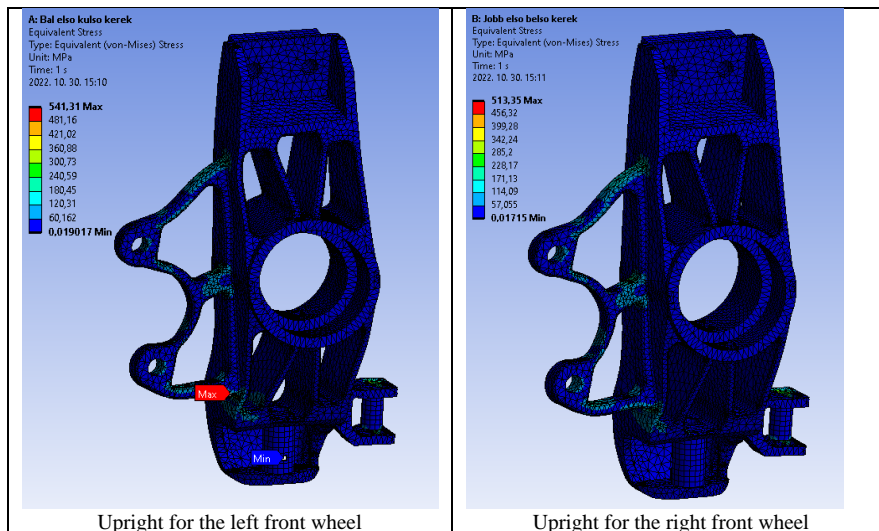 A: Bal elso kulso kerek
Equivalent Stress
Type: Equivalent (von-Mises) Stress
Unit: MPa
Time: 1 s
2022. 10. 30. 15:10
541,31 Max
481,16
421,02
360,88
300,73
240,59
180,45
120,31
60,162
0,019017 Min
Max
Min
Upright for the left front wheel
B: Jobb elso belso kerek
Equivalent Stress
Type: Equivalent (von-Mises) Stress
Unit: MPa
Time: 1 s
2022. 10. 30. 15:11
513,35 Max
456,32
399,28
342,24
285,2
228,17
171,13
114,09
57,055
0,01715 Min
Upright for the right front wheel